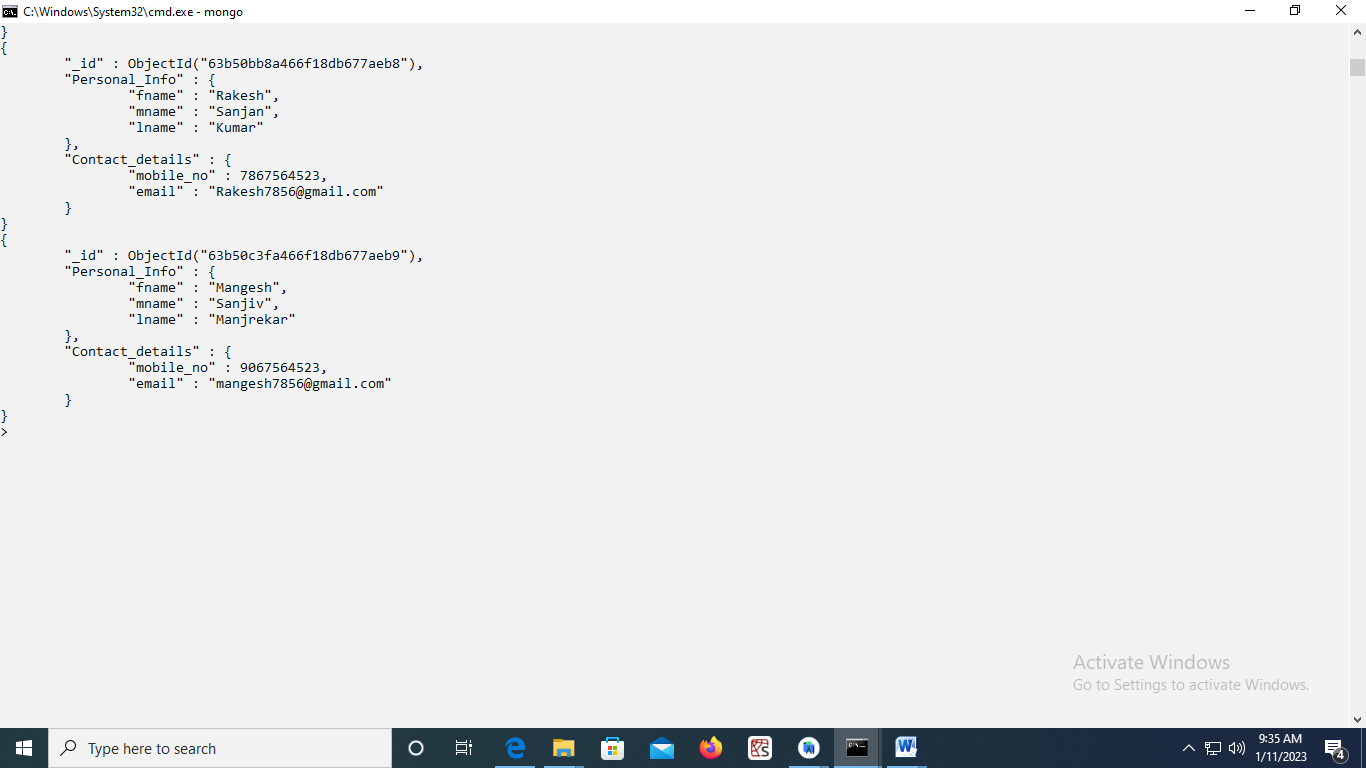 C:\Windows\System32\cmd.exe - mongo
}
{
"_id" : ObjectId("63b50bb8a466f18db677aeb8"),
"Personal_Info" : {
"fname" : "Rakesh",
"mname" : "Sanjan",
"lname" : "Kumar"
},
"Contact_details" : {
"mobile_no" : 7867564523,
"email" : "Rakesh7856@gmail.com"
}
}
{
"_id" : ObjectId("63b50c3fa466f18db677aeb9"),
"Personal_Info" : {
"fname" : "Mangesh",
"mname" : "Sanjiv",
"lname" : "Manjrekar"
},
"Contact_details" : {
"mobile_no" : 9067564523,
"email" : "mangesh7856@gmail.com"
}
}
>
Activate Windows
Go to Settings to activate Windows.
Type here to search
9:35 AM
1/11/2023
4